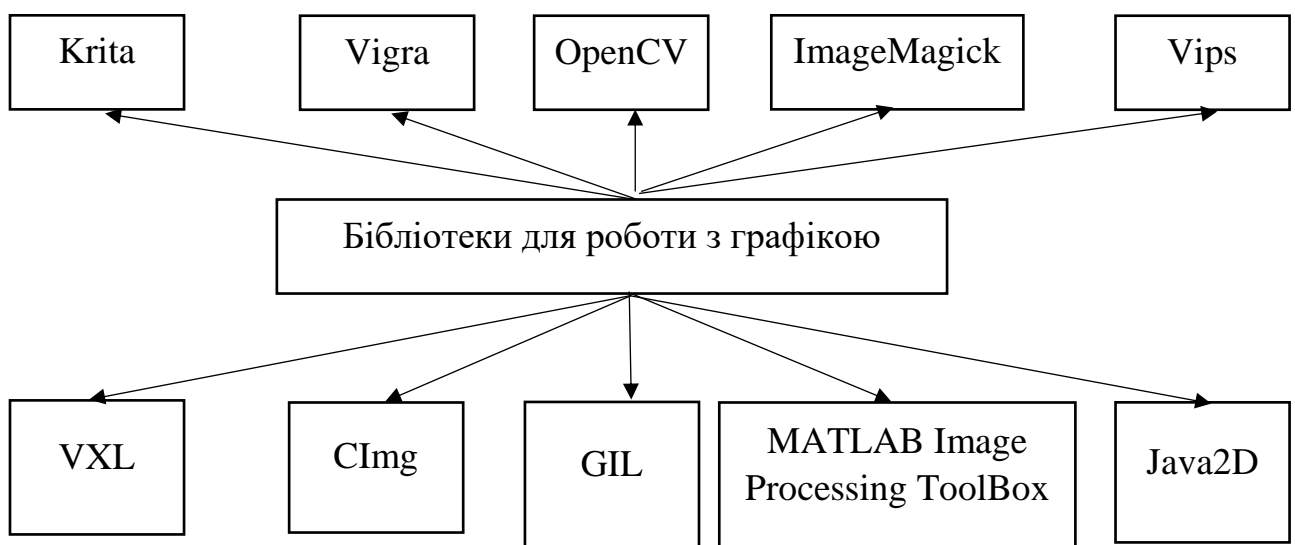 Krita
Vigra
OpenCV
ImageMagick
Vips
Бібліотеки для роботи з графікою
VXL
CImg
GIL
MATLAB Image
Processing ToolBox
Java2D